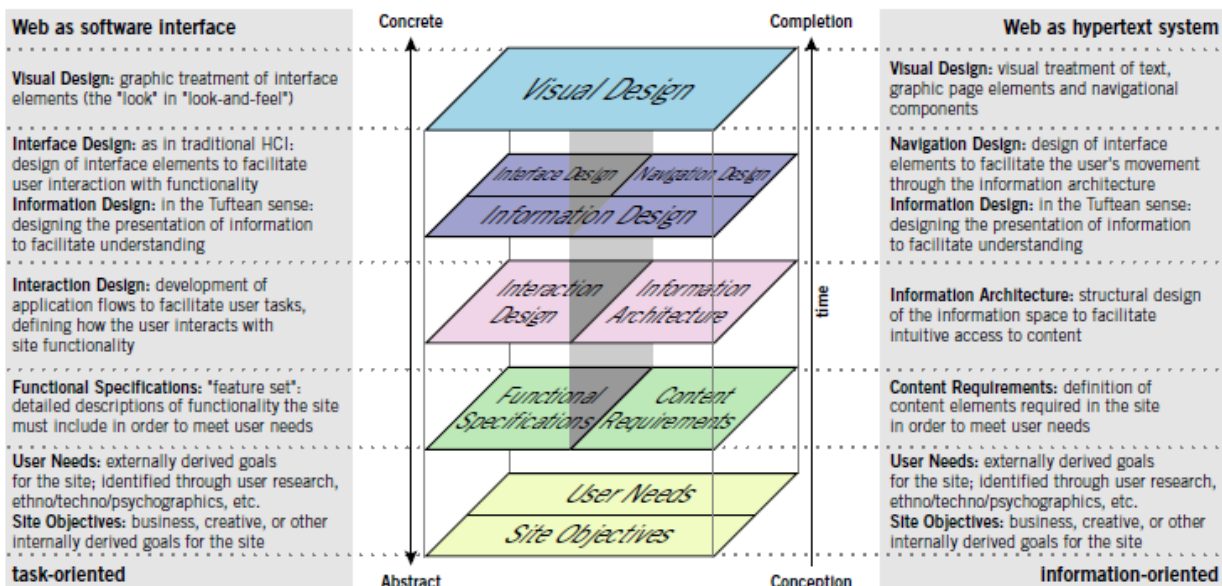 Web as software interface
Concrete
Completion
Web as hypertext system
Visual Design: graphic treatment of interface
elements (the "look" in "look-and-feel")
Visual Design
Visual Design: visual treatment of text,
graphic page elements and navigational
components
Interface Design: as in traditional HCI:
design of interface elements to facilitate
user interaction with functionality
Information Design: in the Tuftean sense:
designing the presentation of information
to facilitate understanding
Interface Design
Navigation Design
Information Design
Navigation Design: design of interface
elements to facilitate the user's movement
through the information architecture
Information Design: in the Tuftean sense:
designing the presentation of information
to facilitate understanding
Interaction Design: development of
application flows to facilitate user tasks,
defining how the user interacts with
site functionality
Interaction
Design
Information
Architecture
time
Information Architecture: structural design
of the information space to facilitate
intuitive access to content
Functional Specifications: "feature set":
detailed descriptions of functionality the site
must include in order to meet user needs
Functional
Specifications
Content
Requirements
Content Requirements: definition of
content elements required in the site
in order to meet user needs
User Needs: externally derived goals
for the site; identified through user research,
ethno/techno/psychographics, etc.
Site Objectives: business, creative, or other
internally derived goals for the site
User Needs
Site Objectives
User Needs: externally derived goals
for the site; identified through user research,
ethno/techno/psychographics, etc.
Site Objectives: business, creative, or other
internally derived goals for the site
task-oriented
Abstract
Conception
information-oriented